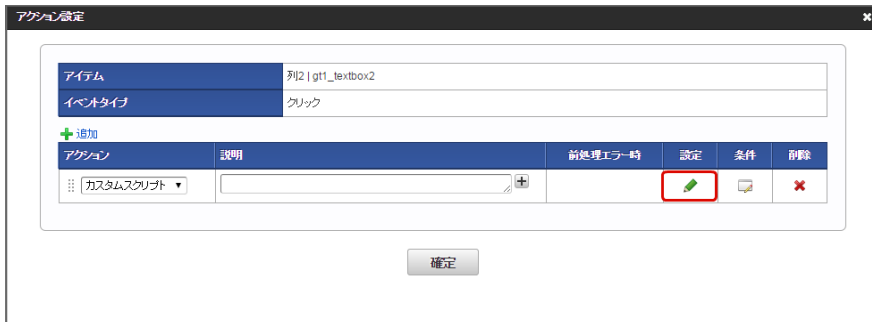 アクション設定
アイテム 列2 | gt1_textbox2
イベントタイプ クリック
追加
アクション 説明 前処理エラー時 設定 条件 削除
カスタムスクリプト
確定